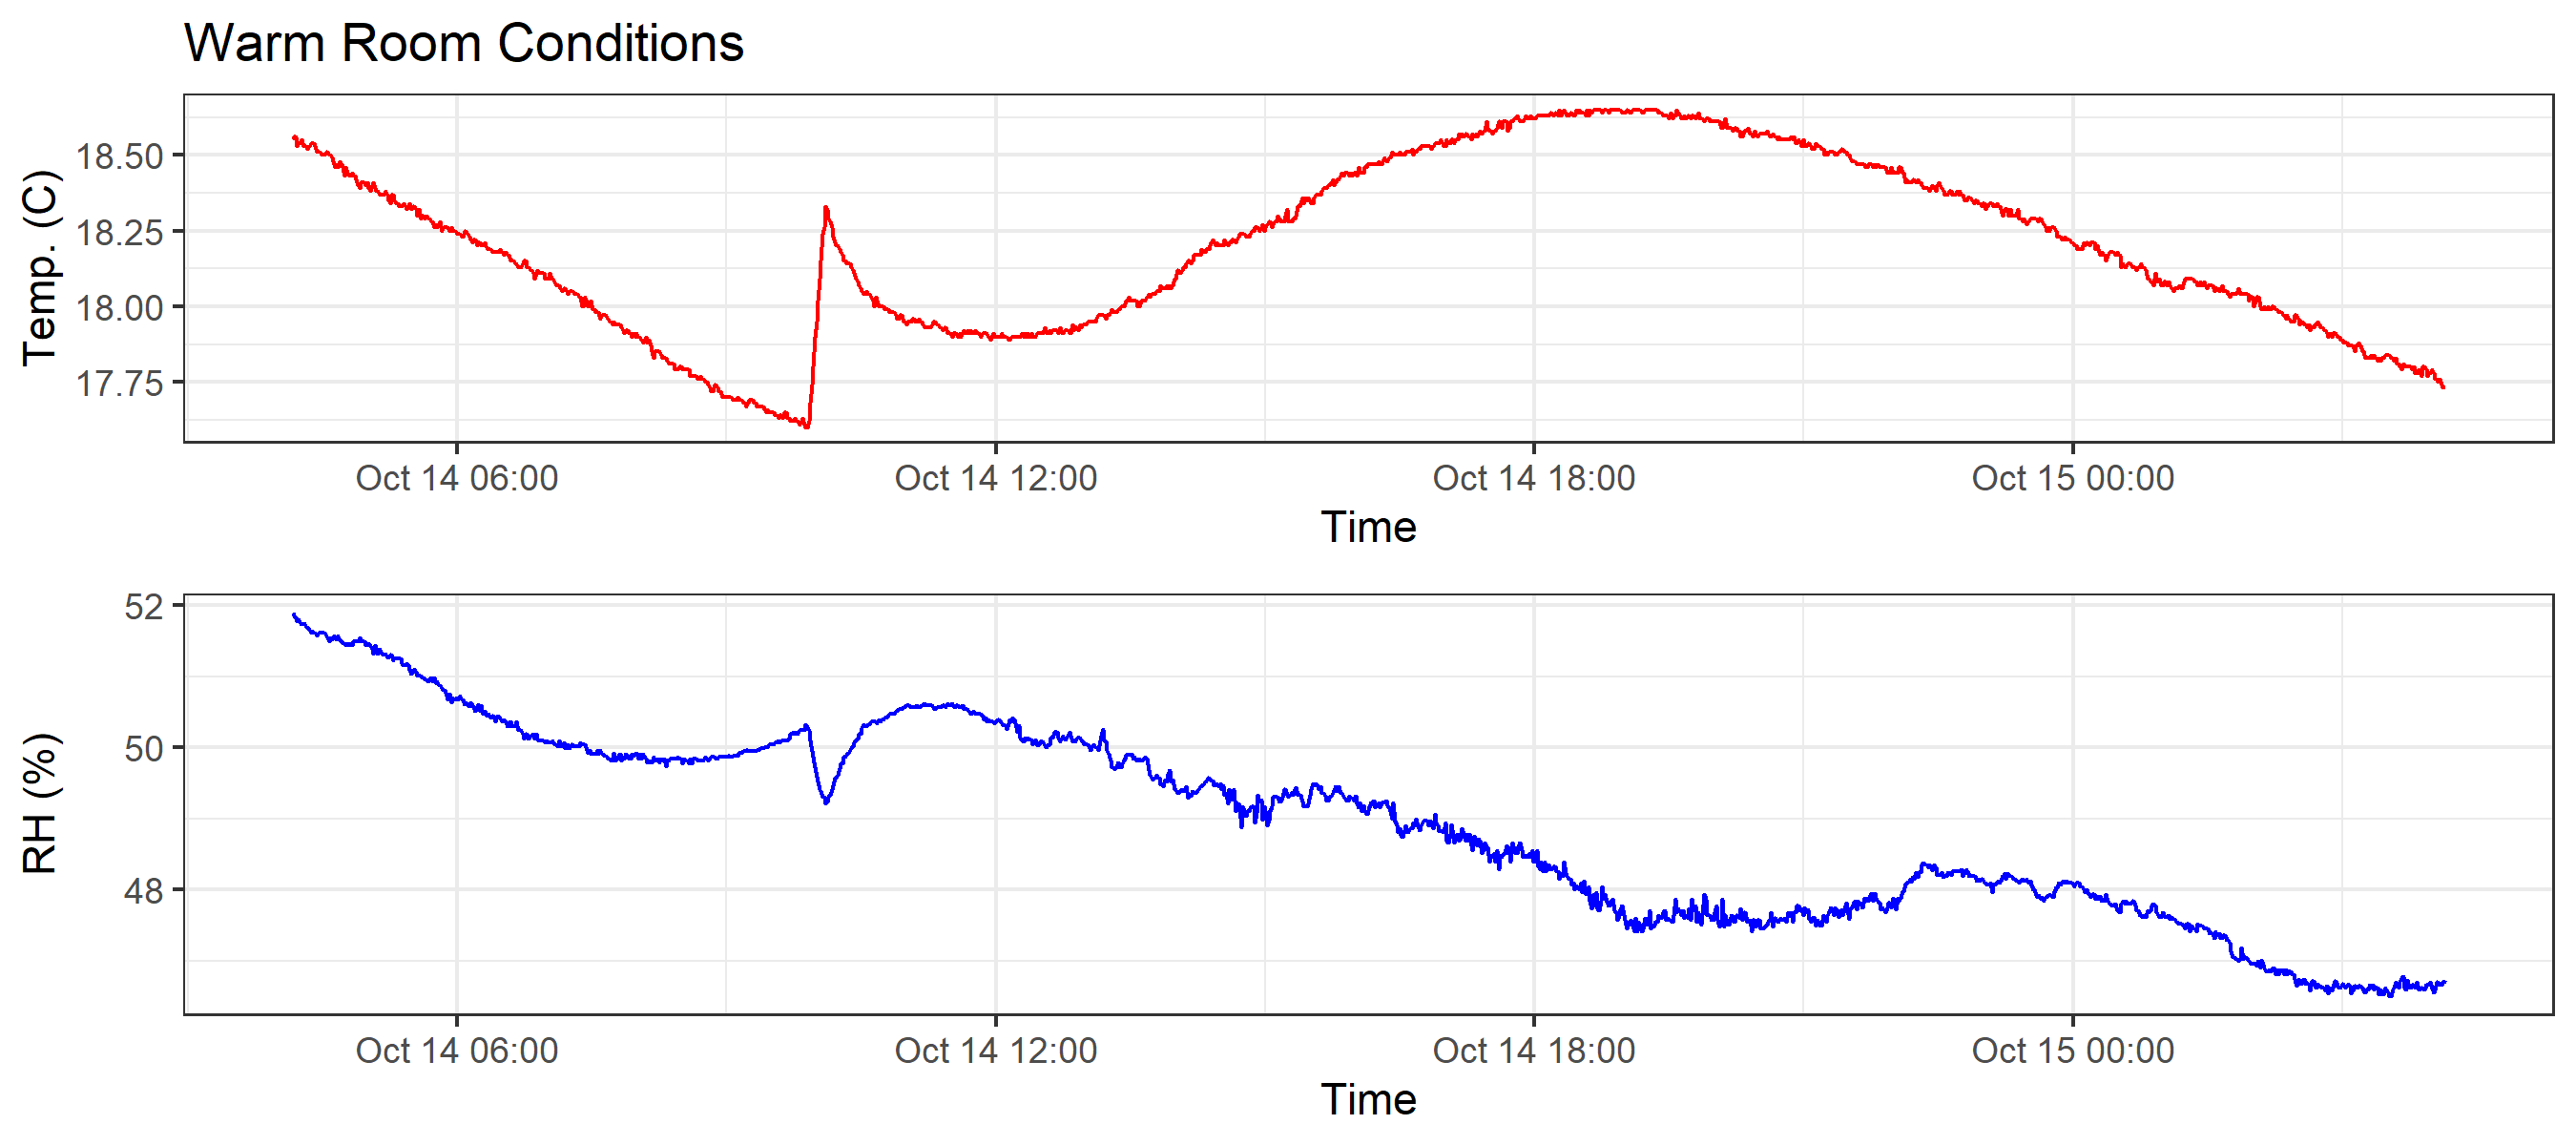 Warm Room Conditions
Temp. (C)
18.50
18.25
18.00
17.75
Oct 14 06:00 Oct 14 12:00 Oct 14 18:00 Oct 15 00:00
Time
RH (%)
52
50
48
Oct 14 06:00 Oct 14 12:00 Oct 14 18:00 Oct 15 00:00
Time